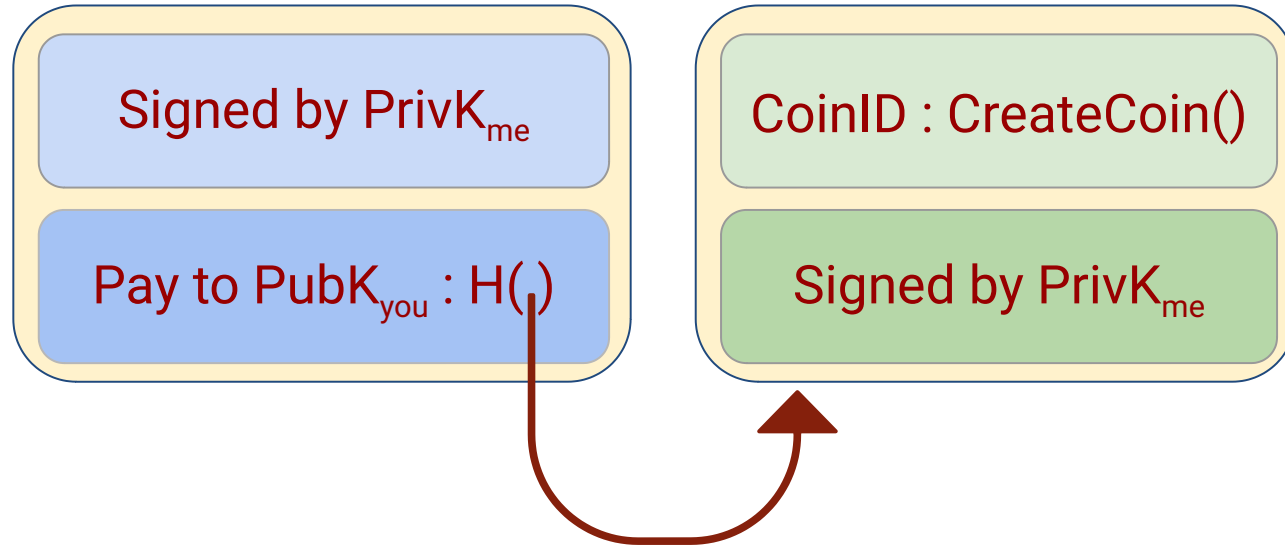 Signed by PrivKme
Pay to PubKyou : H( )
CoinID : CreateCoin()
Signed by PrivKme